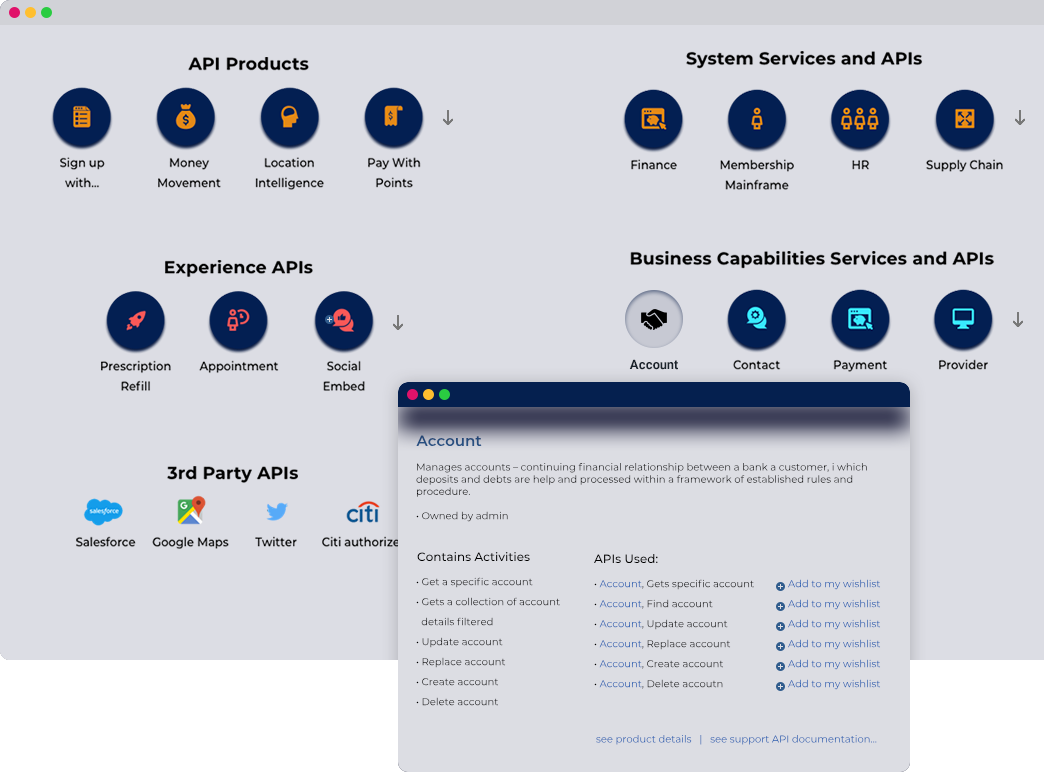 API Products
Sign up
with...
Money
Movement
Location
Intelligence
Pay With
Points
System Services and APIs
Finance
Membership
Mainframe
HR
Supply Chain
Experience APIs
Prescription
Refill
Appointment
Social
Embed
Business Capabilities Services and APIs
Account
Contact
Payment
Provider
3rd Party APIs
salesforce
Salesforce
G
Google Maps
Twitter
citi
Citi authorize
Account
Manages accounts – continuing financial relationship between a bank a customer, i which
deposits and debts are help and processed within a framework of established rules and
procedure.
• Owned by admin
Contains Activities
• Get a specific account
• Gets a collection of account
details filtered
• Update account
• Replace account
• Create account
• Delete account
APIs Used:
• Account, Gets specific account Add to my wishlist
• Account, Find account Add to my wishlist
• Account, Update account Add to my wishlist
• Account, Replace account Add to my wishlist
• Account, Create account Add to my wishlist
• Account, Delete accoutn Add to my wishlist
see product details | see support API documentation...